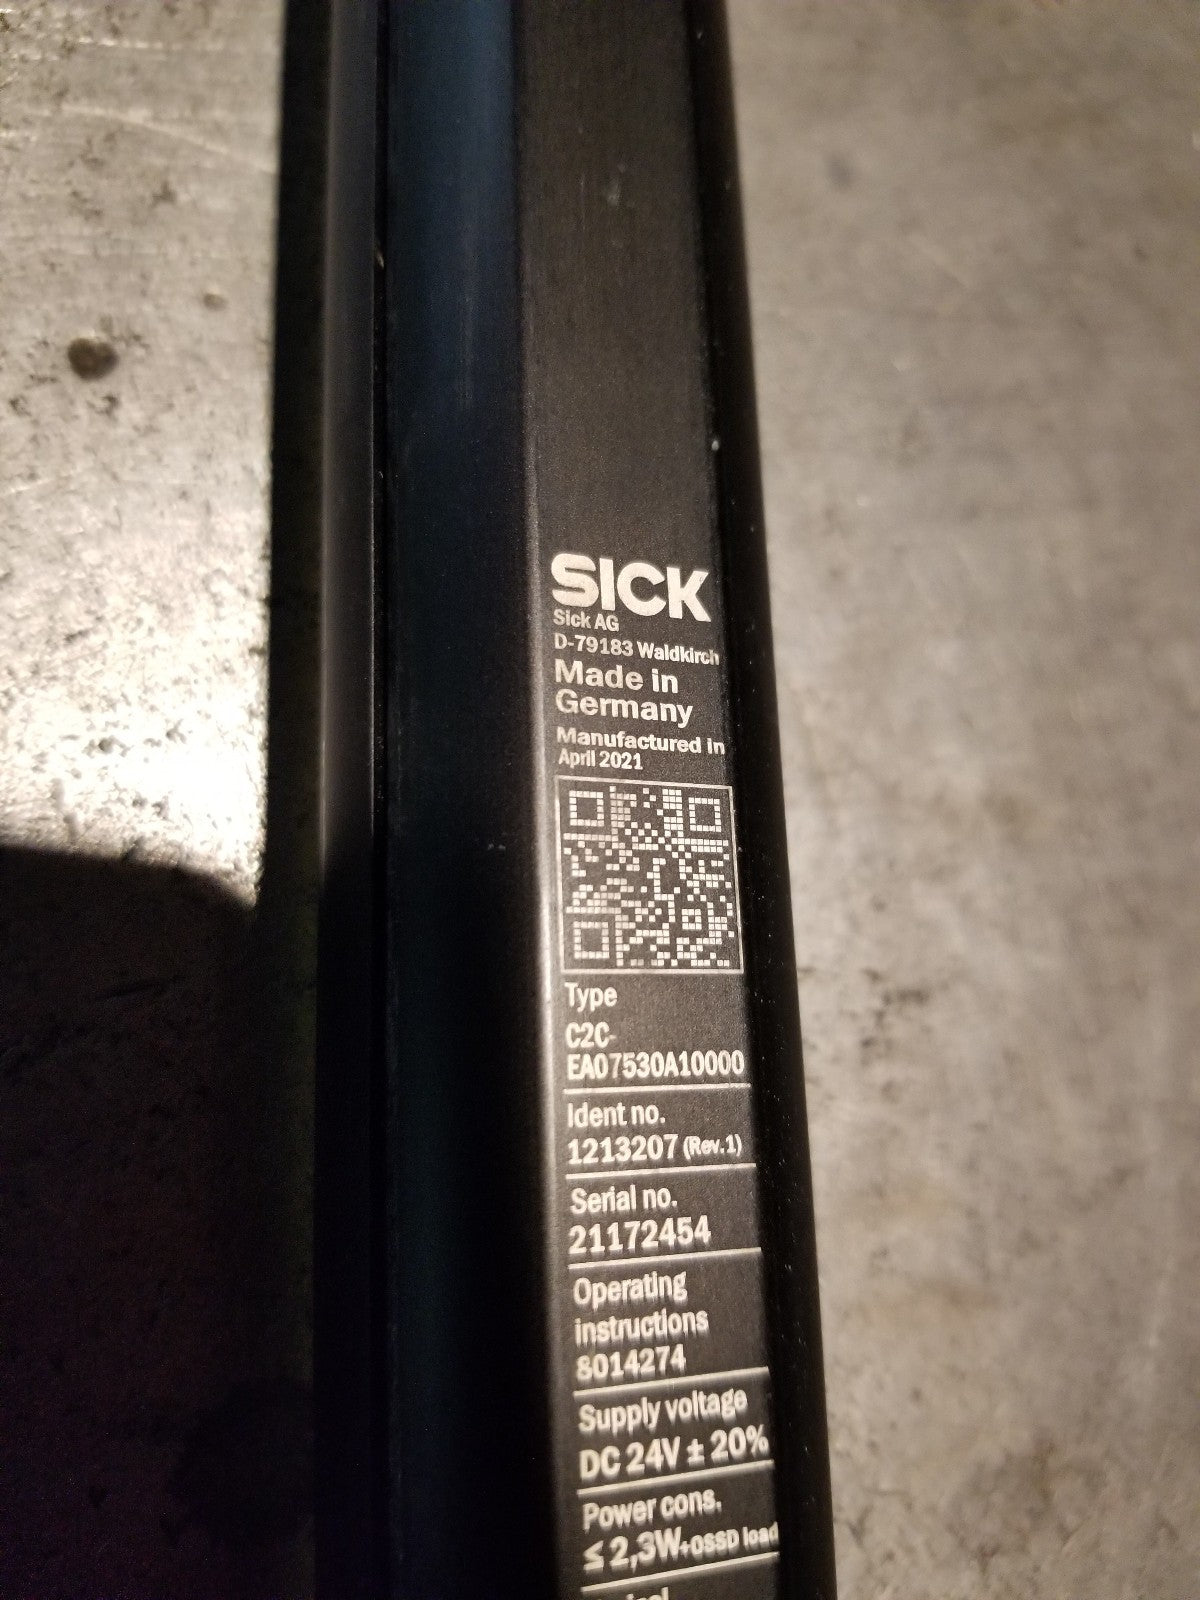 SICK
Sick AG
D-79183 Waldkirch
Made in
Germany
Manufactured in
April 2021
Type
C2C-
EA07530A10000
Ident no.
1213207 (Rev.1)
Serial no.
21172454
Operating
instructions
8014274
Supply voltage
DC 24V ± 20%
Power cons.
≤ 2,3W+OSSD load